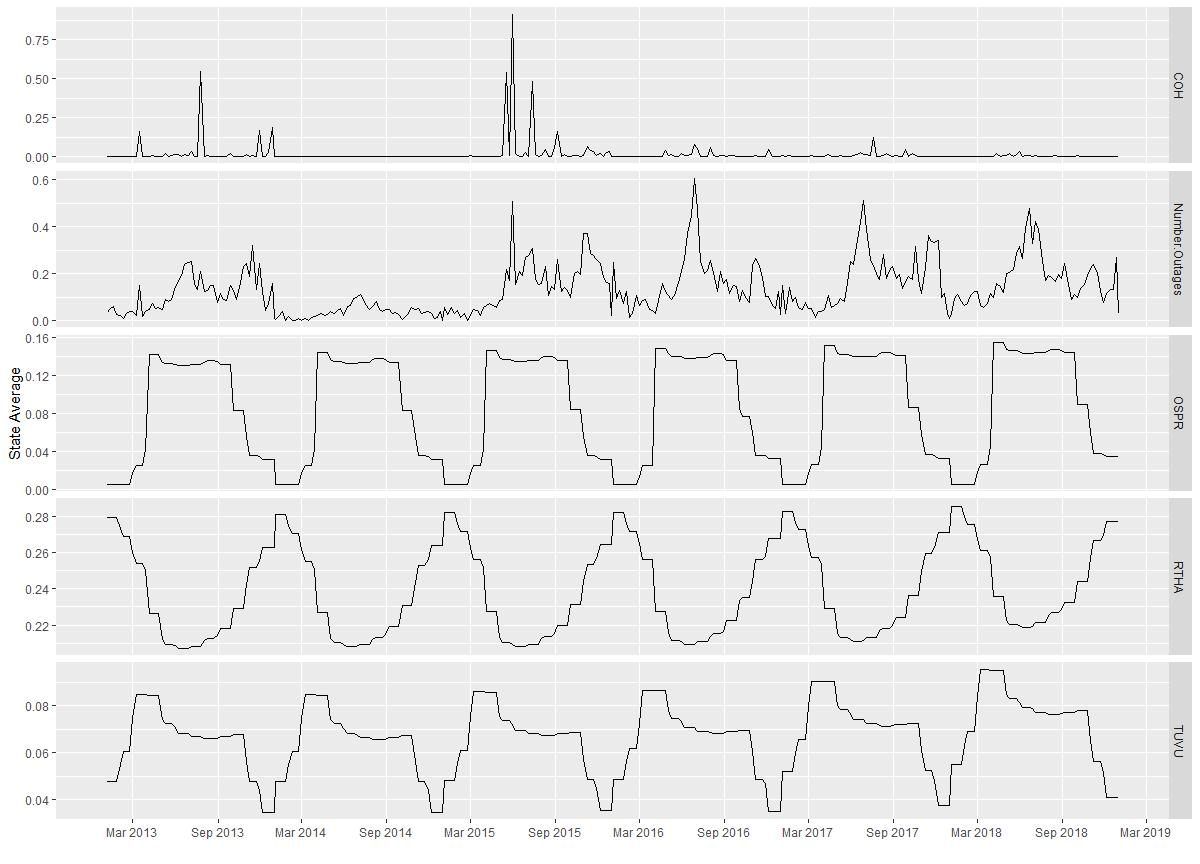 0.75
0.50
0.25
0.00
COH
0.6
0.4
0.2
0.0
Number.Outages
0.16
0.12
0.08
0.04
0.00
OSPR
State Average
0.28
0.26
0.24
0.22
RTHA
0.08
0.06
0.04
TUVU
Mar 2013 Sep 2013 Mar 2014 Sep 2014 Mar 2015 Sep 2015 Mar 2016 Sep 2016 Mar 2017 Sep 2017 Mar 2018 Sep 2018 Mar 2019